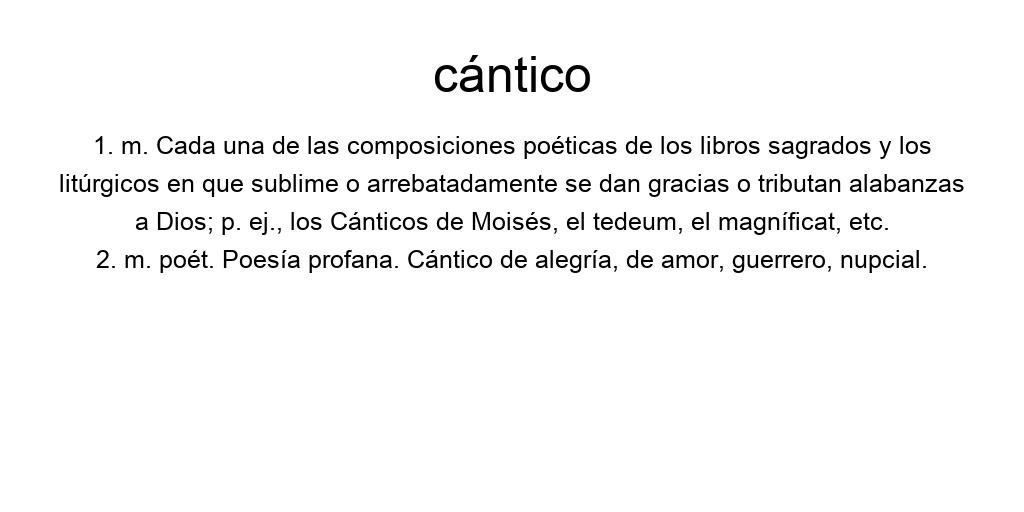 cántico
1. m. Cada una de las composiciones poéticas de los libros sagrados y los
litúrgicos en que sublime o arrebatadamente se dan gracias o tributan alabanzas
a Dios; p. ej., los Cánticos de Moisés, el tedeum, el magníficat, etc.
2. m. poét. Poesía profana. Cántico de alegría, de amor, guerrero, nupcial.